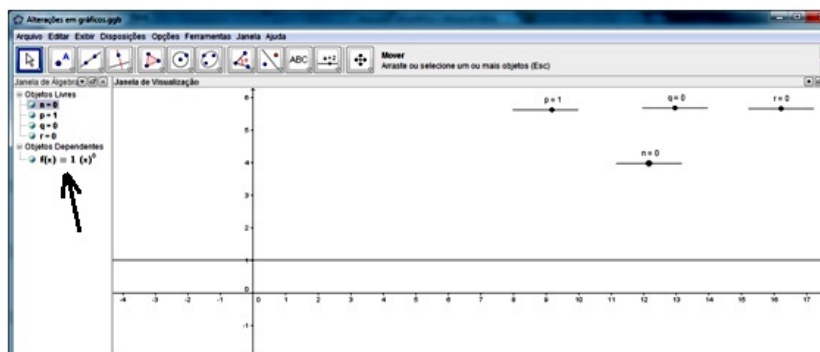 Alterações em gráficos.ggb
Arquivo Editar Exibir Disposições Opções Ferramentas Janela Ajuda
A
ABC
a=2
Mover
Arraste ou selecione um ou mais objetos (Esc)
Janela de Álgebra
Janela de Visualização
Objetos Livres
n = 0
p = 1
q = 0
r = 0
Objetos Dependentes
f(x) = 1 (x)⁰
p = 1
q = 0
r = 0
n = 0
6
5
4
3
2
1
0
-1
-4 -3 -2 -1 0 1 2 3 4 5 6 7 8 9 10 11 12 13 14 15 16 17